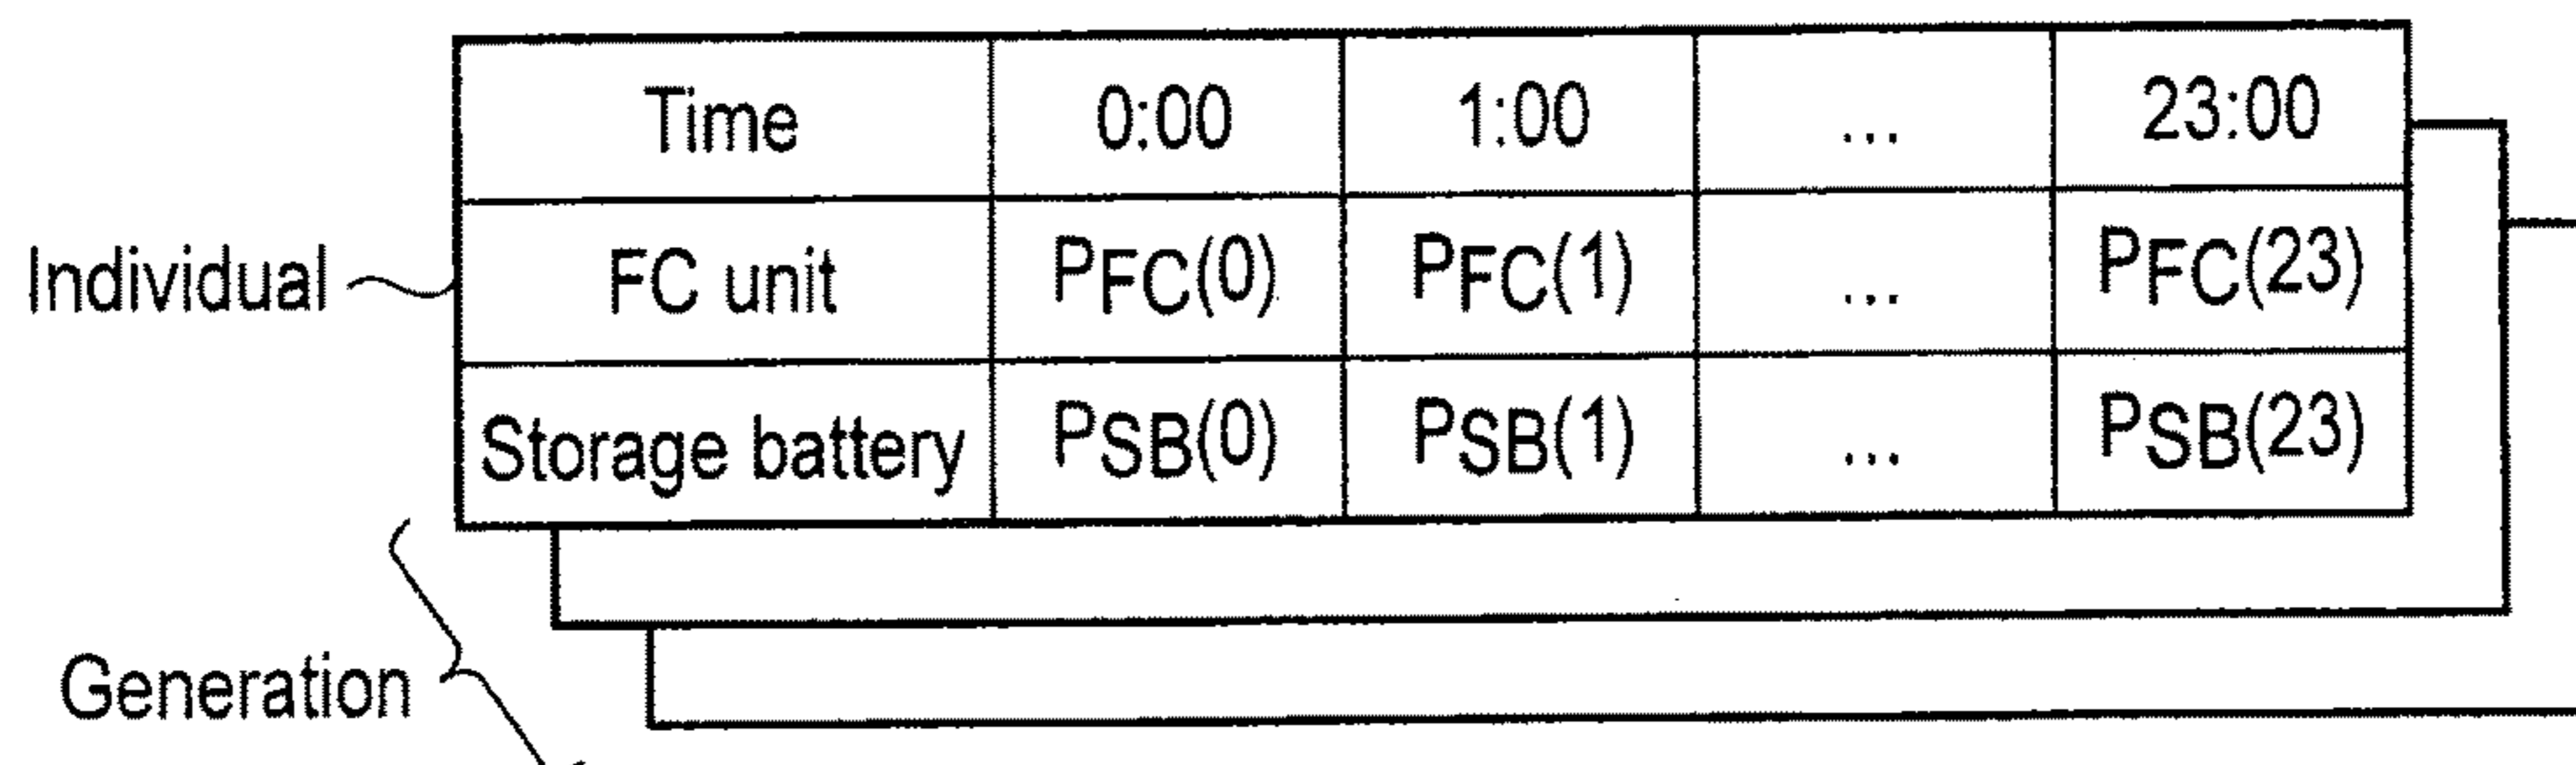 Time 0:00 1:00 ... 23:00
Individual FC unit PFC(0) PFC(1) ... PFC(23)
Storage battery PSB(0) PSB(1) ... PSB(23)
Generation